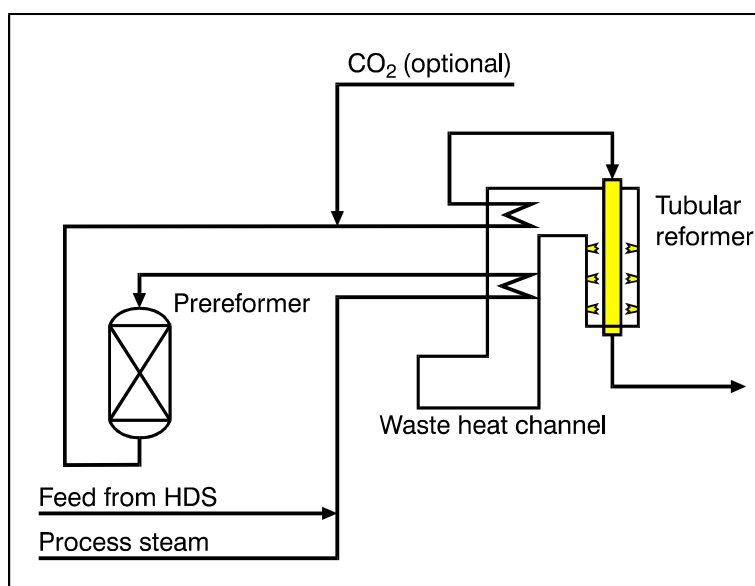 CO₂ (optional)
Tubular
reformer
Prereformer
Waste heat channel
Feed from HDS
Process steam